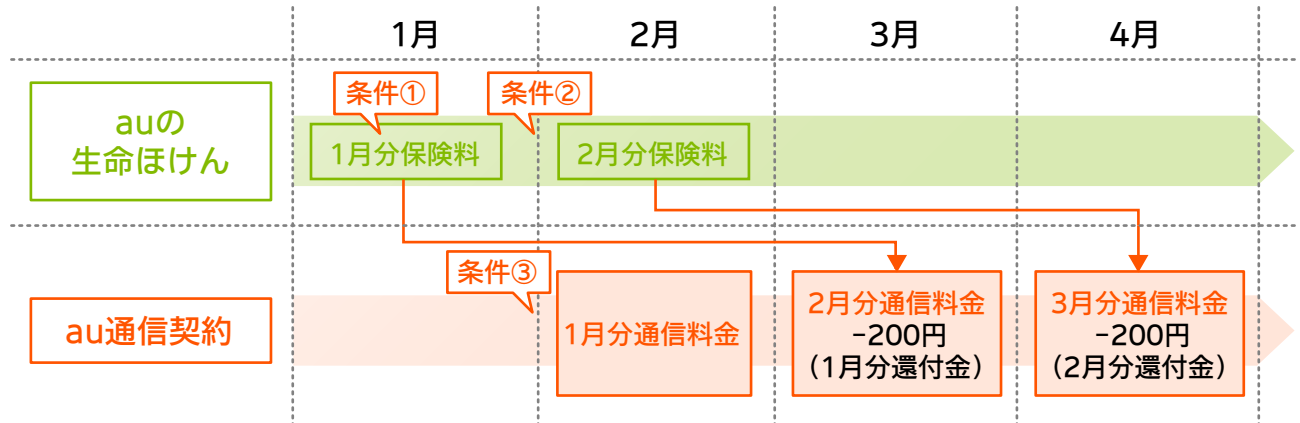 1月
2月
3月
4月
条件①
条件②
auの
生命ほけん
1月分保険料
2月分保険料
条件③
au通信契約
1月分通信料金
2月分通信料金
-200円
（1月分還付金）
3月分通信料金
-200円
（2月分還付金）